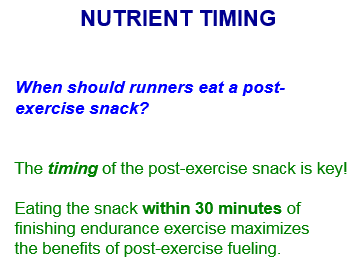 NUTRIENT TIMING
When should runners eat a post-
exercise snack?
The timing of the post-exercise snack is key!
Eating the snack within 30 minutes of
finishing endurance exercise maximizes
the benefits of post-exercise fueling.